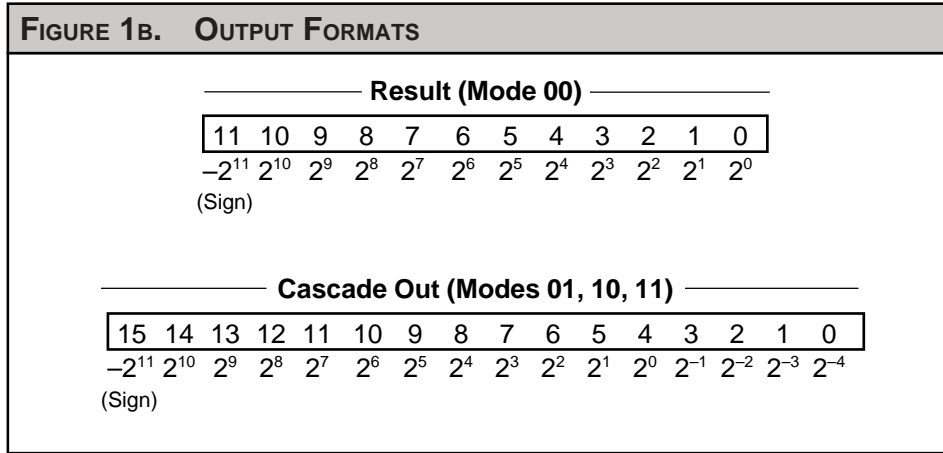 FIGURE 1B. OUTPUT FORMATS
Result (Mode 00)
11 10 9 8 7 6 5 4 3 2 1 0
–2¹¹ 2¹⁰ 2⁹ 2⁸ 2⁷ 2⁶ 2⁵ 2⁴ 2³ 2² 2¹ 2⁰
(Sign)
Cascade Out (Modes 01, 10, 11)
15 14 13 12 11 10 9 8 7 6 5 4 3 2 1 0
–2¹¹ 2¹⁰ 2⁹ 2⁸ 2⁷ 2⁶ 2⁵ 2⁴ 2³ 2² 2¹ 2⁰ 2⁻¹ 2⁻² 2⁻³ 2⁻⁴
(Sign)